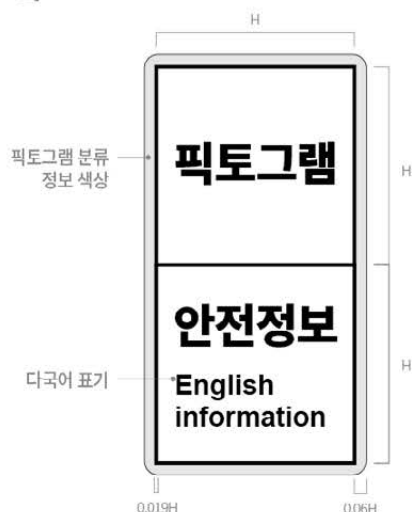 H
픽토그램 분류
정보 색상
픽토그램
H
안전정보
H
다국어 표기
English
information
0.019H
0.06H